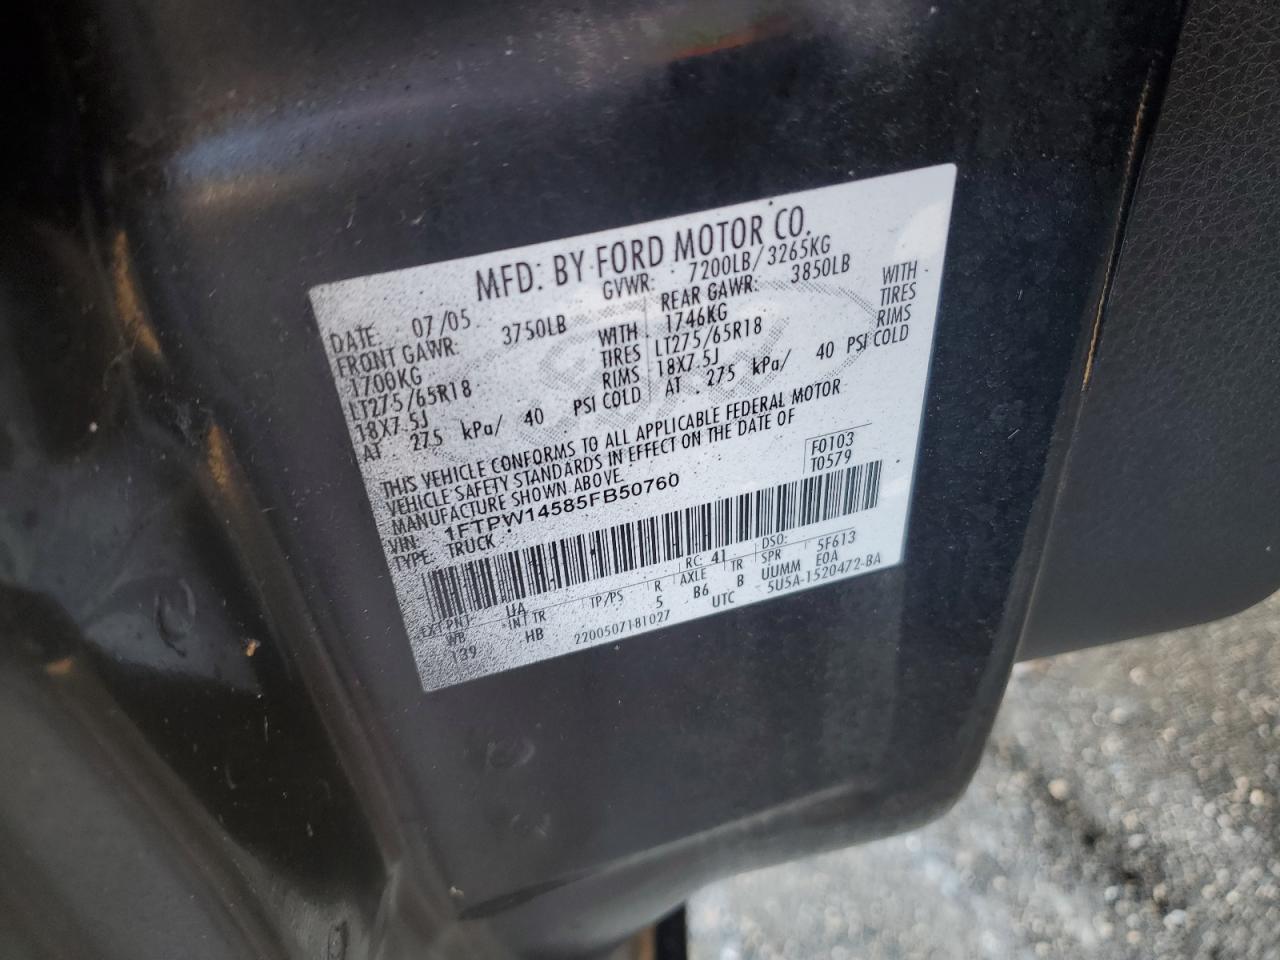 MFD. BY FORD MOTOR CO.
DATE: 07/05 GVWR: 7200LB/3265KG
FRONT GAWR: 3750LB REAR GAWR: 3850LB
1700KG WITH 1746KG WITH
LT275/65R18 TIRES LT275/65R18 TIRES
18X7.5J RIMS 18X7.5J RIMS
AT 275 kPa/ 40 PSI COLD AT 275 kPa/ 40 PSI COLD
THIS VEHICLE CONFORMS TO ALL APPLICABLE FEDERAL MOTOR
VEHICLE SAFETY STANDARDS IN EFFECT ON THE DATE OF
MANUFACTURE SHOWN ABOVE.
VIN: 1FTPW14585FB50760 F0103
TYPE: TRUCK T0579
EXT PNT: UA RC: 41 DSO: 5F613
WB INT TR TP/PS R AXLE TR SPR
139 HB 5 B6 B UUMM E0A
2200507181027 UTC 5U5A-1520472-BA